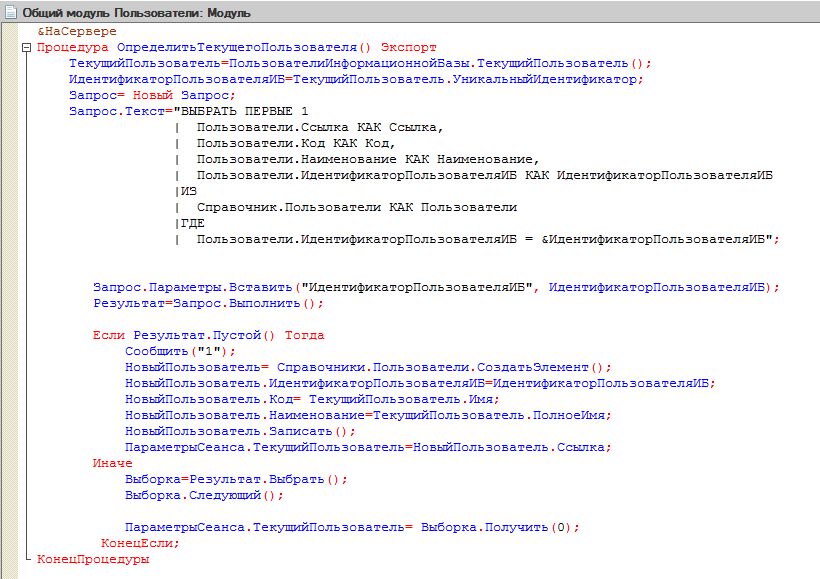 Общий модуль Пользователи: Модуль
&НаСервере
Процедура ОпределитьТекущегоПользователя() Экспорт
ТекущийПользователь=ПользователиИнформационнойБазы.ТекущийПользователь();
ИдентификаторПользователяИБ=ТекущийПользователь.УникальныйИдентификатор;
Запрос= Новый Запрос;
Запрос.Текст="ВЫБРАТЬ ПЕРВЫЕ 1
| Пользователи.Ссылка КАК Ссылка,
| Пользователи.Код КАК Код,
| Пользователи.Наименование КАК Наименование,
| Пользователи.ИдентификаторПользователяИБ КАК ИдентификаторПользователяИБ
|ИЗ
| Справочник.Пользователи КАК Пользователи
|ГДЕ
| Пользователи.ИдентификаторПользователяИБ = &ИдентификаторПользователяИБ";
Запрос.Параметры.Вставить("ИдентификаторПользователяИБ", ИдентификаторПользователяИБ);
Результат=Запрос.Выполнить();
Если Результат.Пустой() Тогда
Сообщить("1");
НовыйПользователь= Справочники.Пользователи.СоздатьЭлемент();
НовыйПользователь.ИдентификаторПользователяИБ=ИдентификаторПользователяИБ;
НовыйПользователь.Код= ТекущийПользователь.Имя;
НовыйПользователь.Наименование=ТекущийПользователь.ПолноеИмя;
НовыйПользователь.Записать();
ПараметрыСеанса.ТекущийПользователь=НовыйПользователь.Ссылка;
Иначе
Выборка=Результат.Выбрать();
Выборка.Следующий();
ПараметрыСеанса.ТекущийПользователь= Выборка.Получить(0);
КонецЕсли;
КонецПроцедуры